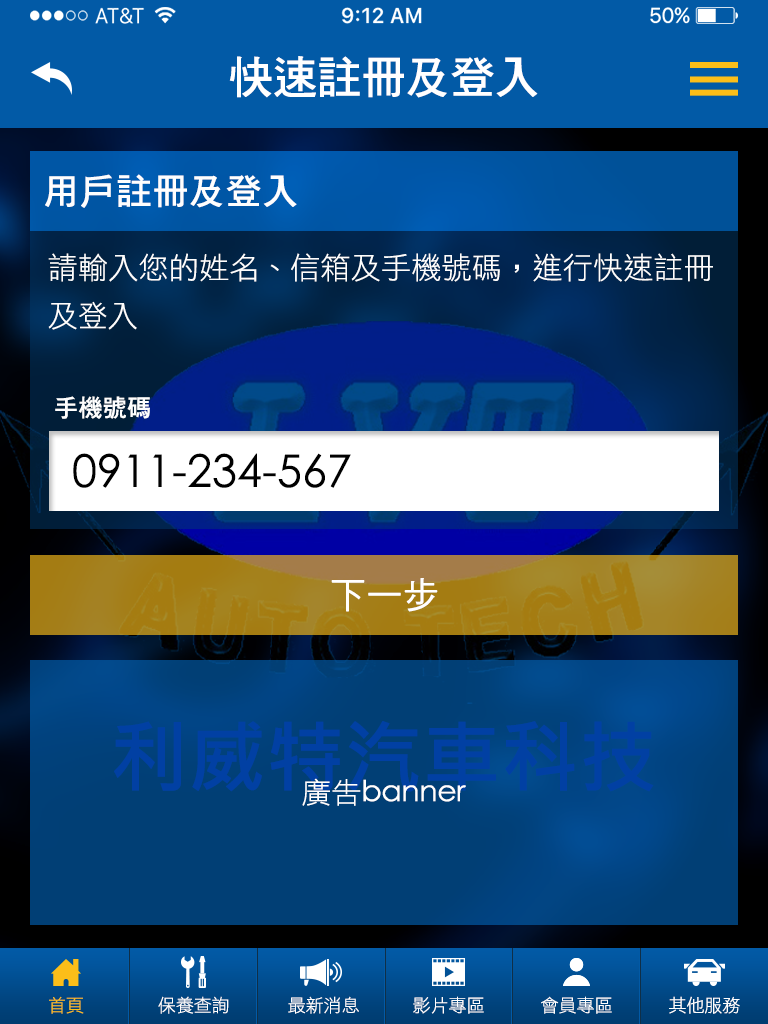 AT&T 9:12 AM 50%
快速註冊及登入
用戶註冊及登入
請輸入您的姓名、信箱及手機號碼，進行快速註冊
及登入
LVM
手機號碼
0911-234-567
下一步
AUTO TECH
利威特汽車科技
廣告banner
首頁 保養查詢 最新消息 影片專區 會員專區 其他服務